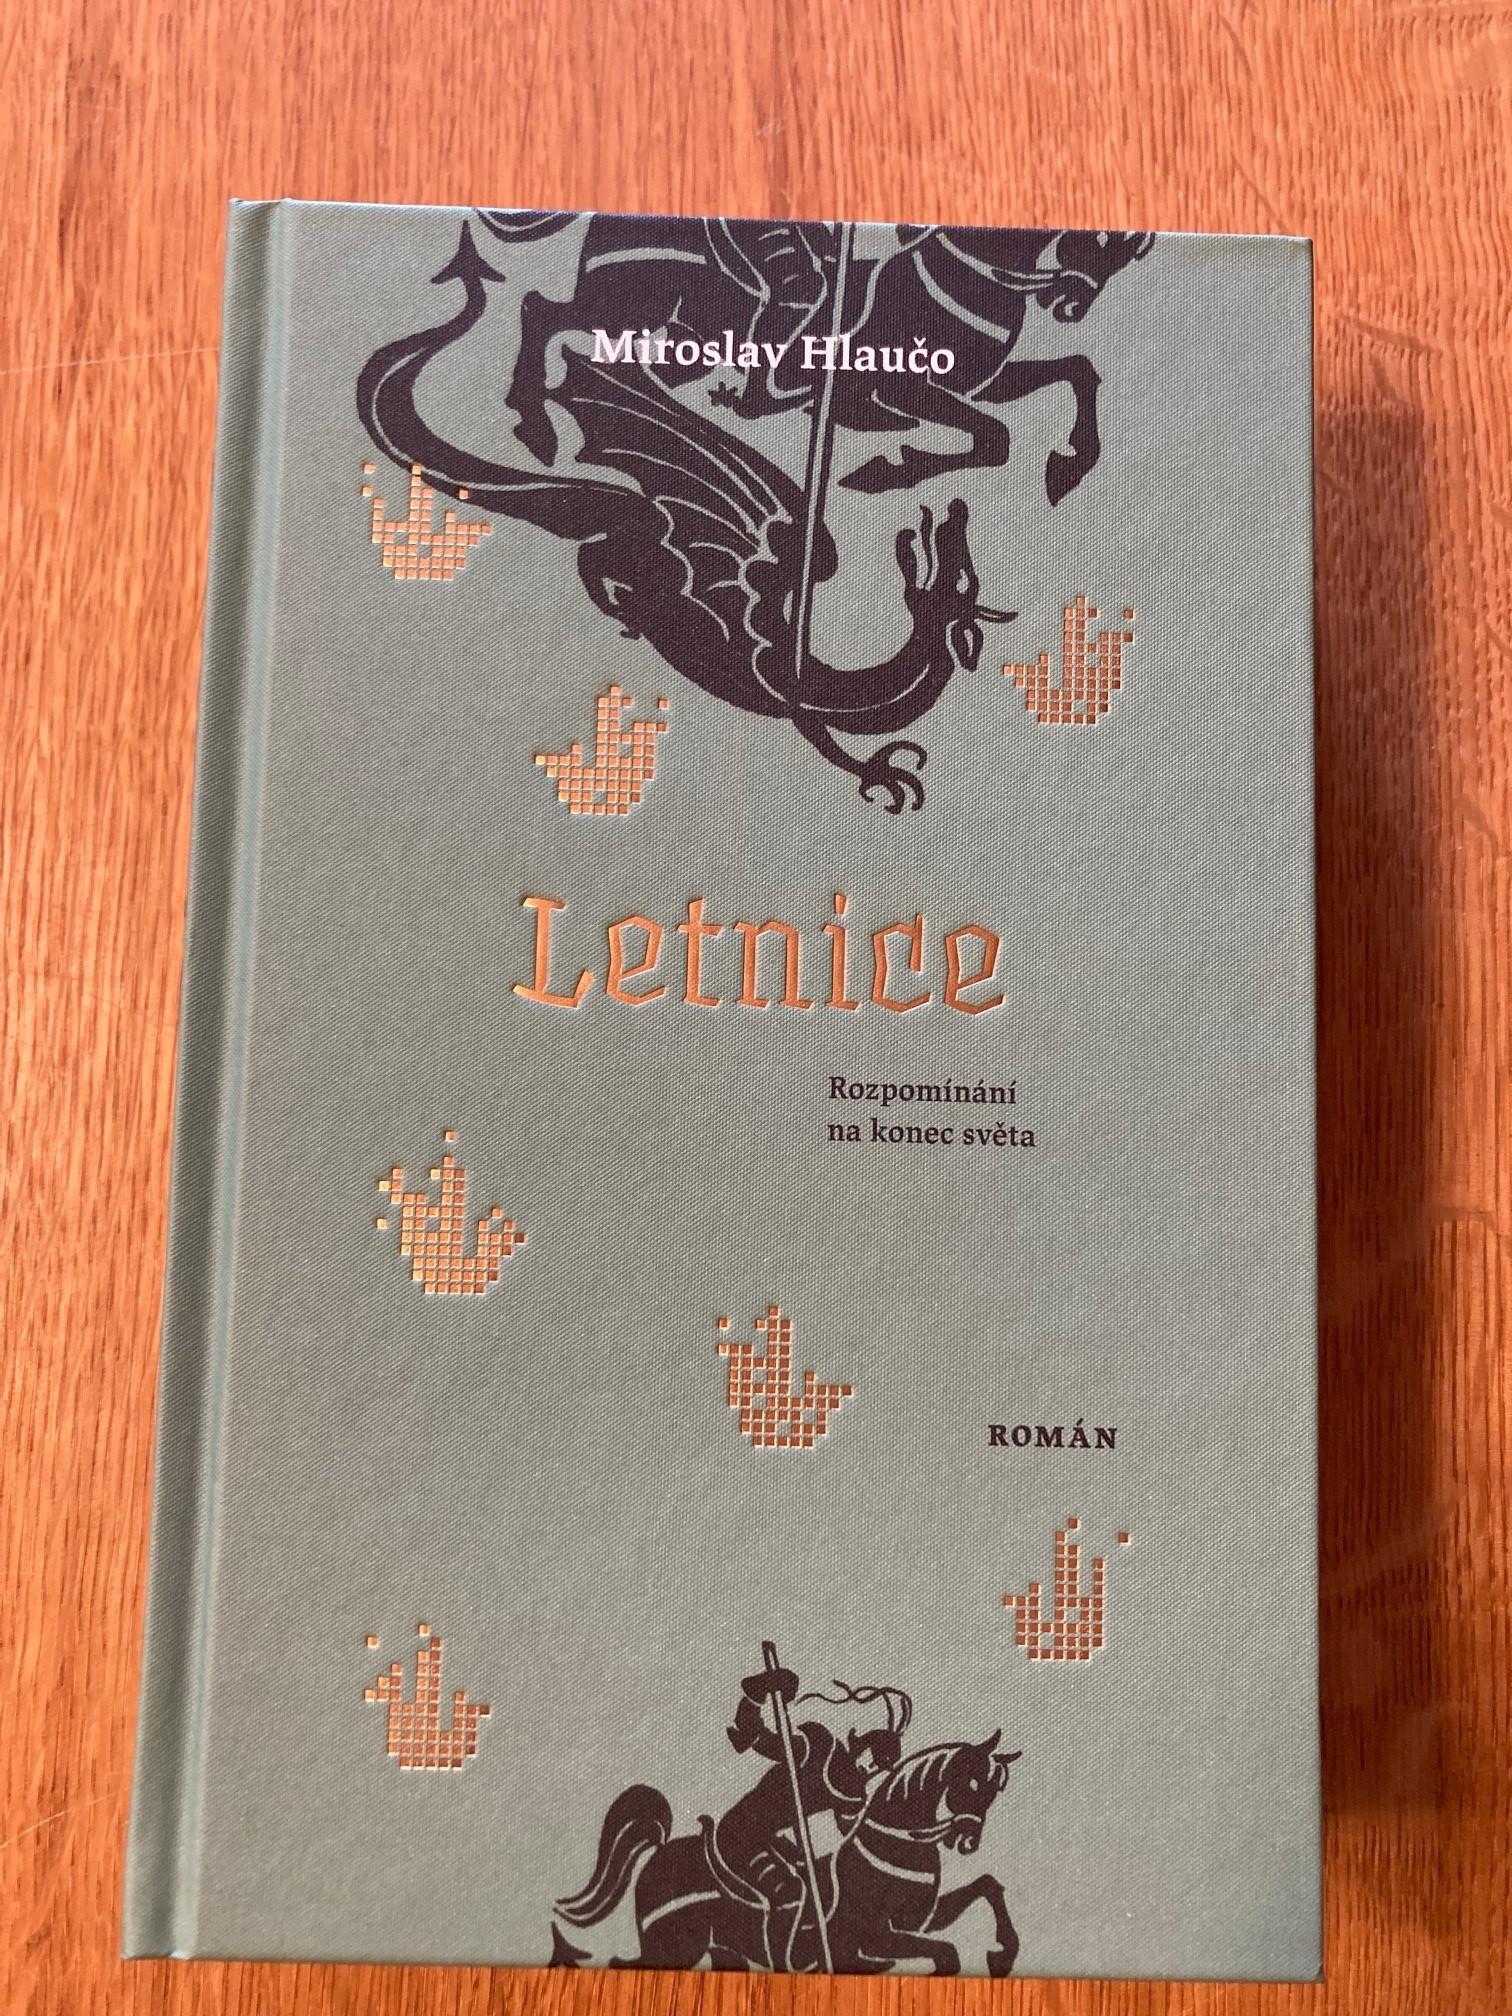 Miroslav Hlaučo
Letnice
Rozpomínání
na konec světa
ROMÁN